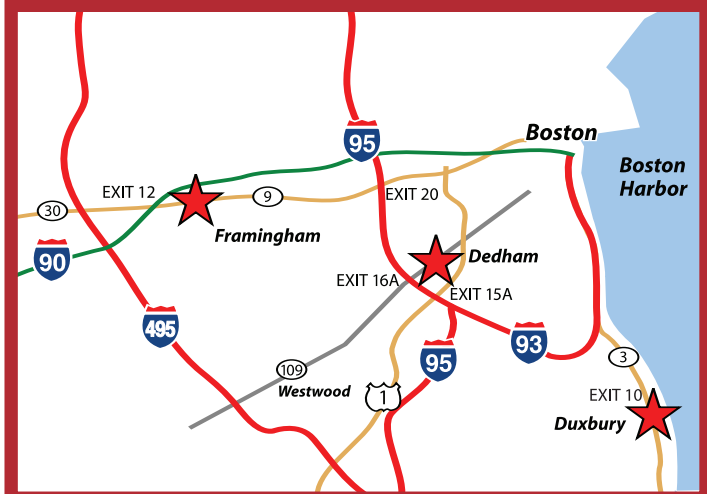 Boston
95
Boston
Harbor
EXIT 12
EXIT 20
9
30
Framingham
Dedham
90
EXIT 16A
EXIT 15A
495
93
95
3
109
Westwood
1
EXIT 10
Duxbury